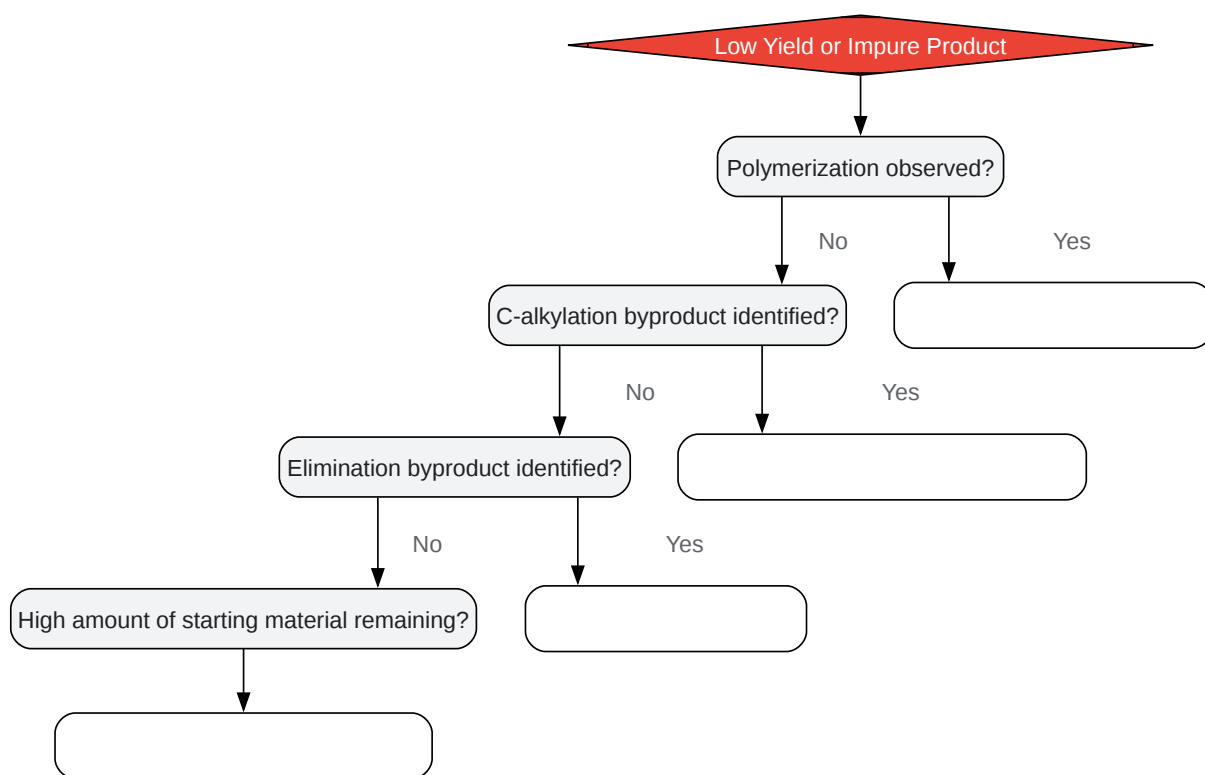 Low Yield or Impure Product
Polymerization observed?
No
Yes
C-alkylation byproduct identified?
No
Yes
Elimination byproduct identified?
No
Yes
High amount of starting material remaining?